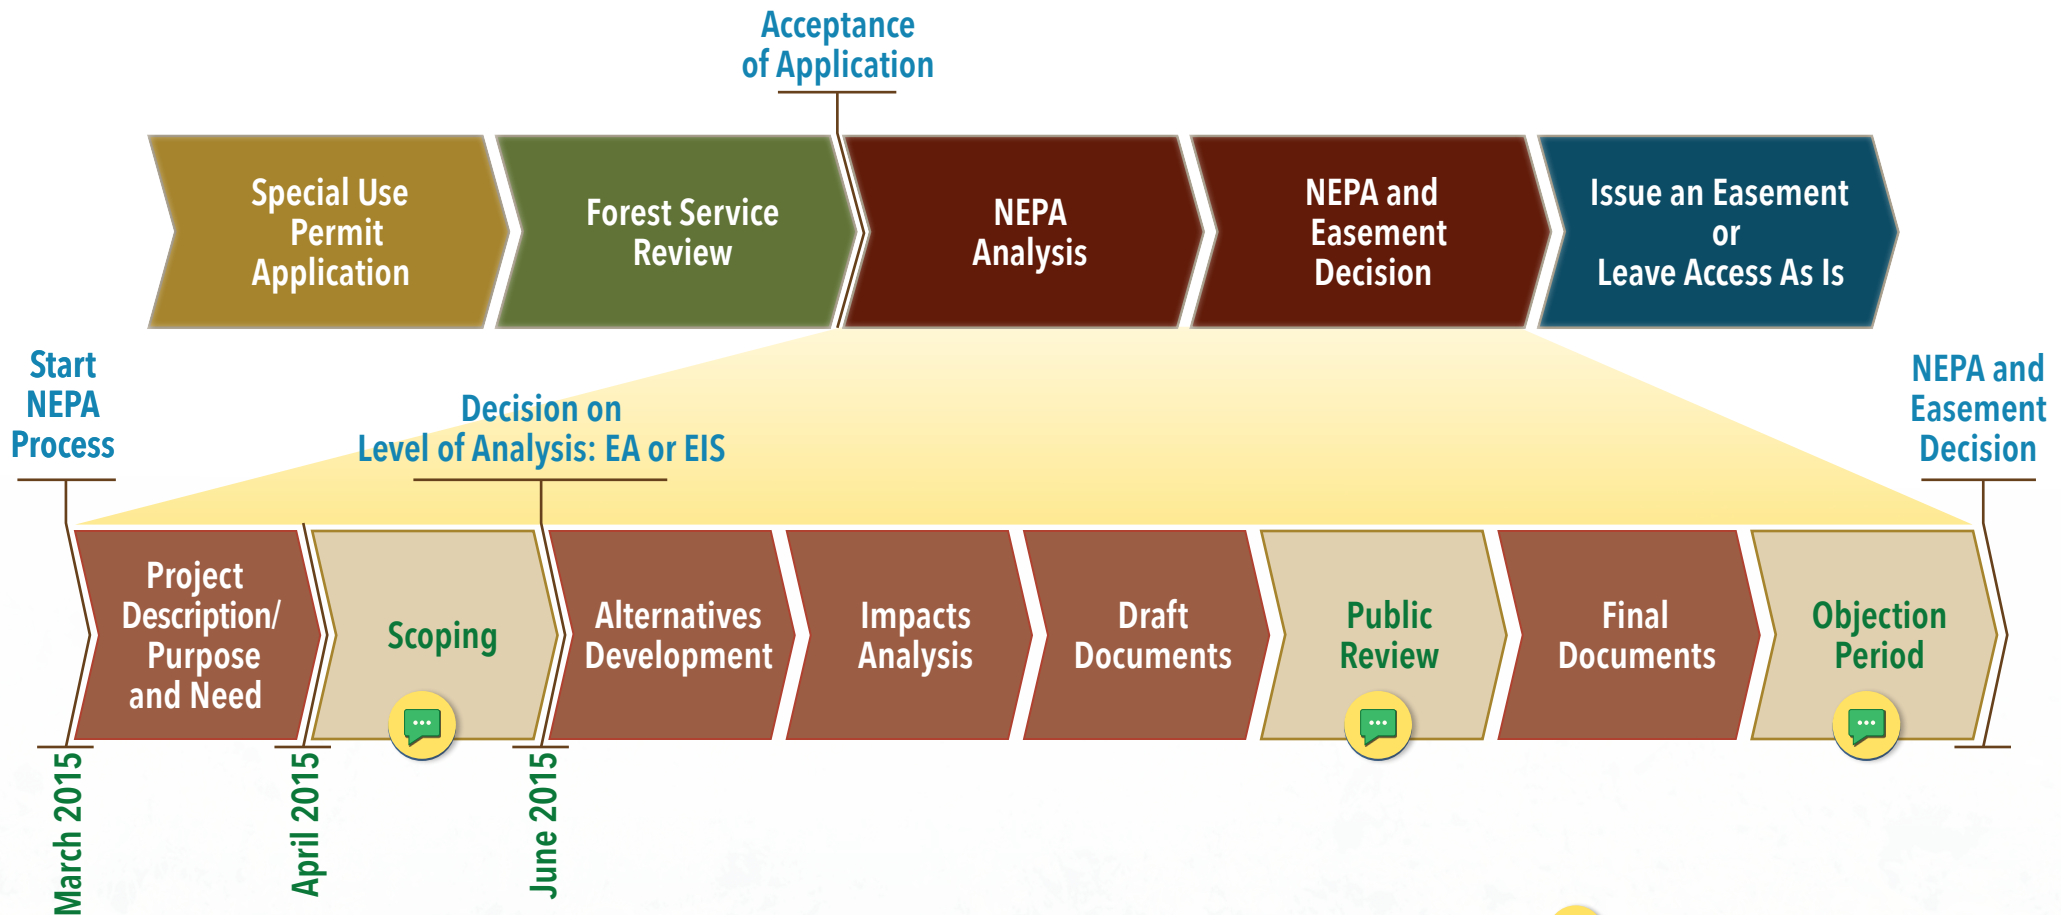 Acceptance
of Application
Special Use
Permit
Application
Forest Service
Review
NEPA
Analysis
NEPA and
Easement
Decision
Issue an Easement
or
Leave Access As Is
Start
NEPA
Process
Decision on
Level of Analysis: EA or EIS
NEPA and
Easement
Decision
Project
Description/
Purpose
and Need
Scoping
Alternatives
Development
Impacts
Analysis
Draft
Documents
Public
Review
Final
Documents
Objection
Period
March 2015
April 2015
June 2015